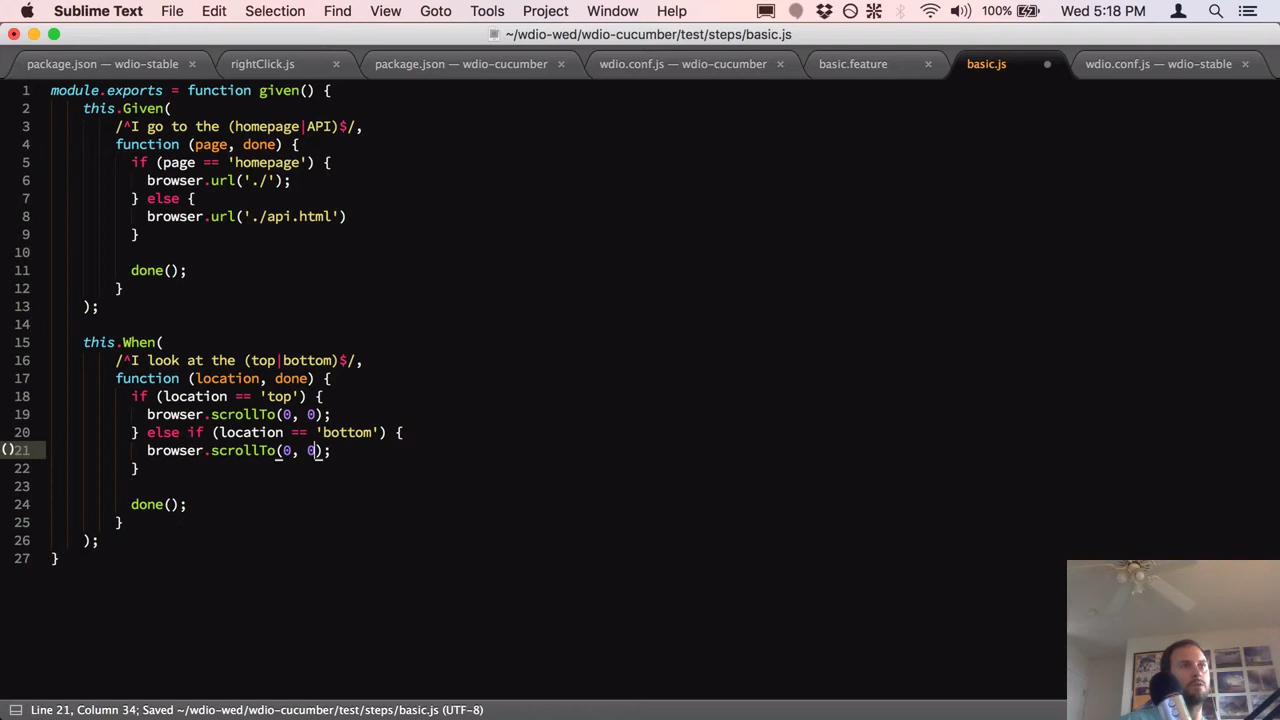 Sublime Text File Edit Selection Find View Goto Tools Project Window Help 100% Wed 5:18 PM
~/wdio-wed/wdio-cucumber/test/steps/basic.js
package.json — wdio-stable rightClick.js package.json — wdio-cucumber wdio.conf.js — wdio-cucumber basic.feature basic.js wdio.conf.js — wdio-stable
1 module.exports = function given() {
2 this.Given(
3 /^I go to the (homepage|API)$/,
4 function (page, done) {
5 if (page == 'homepage') {
6 browser.url('./');
7 } else {
8 browser.url('./api.html')
9 }
10
11 done();
12 }
13 );
14
15 this.When(
16 /^I look at the (top|bottom)$/,
17 function (location, done) {
18 if (location == 'top') {
19 browser.scrollTo(0, 0);
20 } else if (location == 'bottom') {
()21 browser.scrollTo(0, 0);
22 }
23
24 done();
25 }
26 );
27 }
Line 21, Column 34; Saved ~/wdio-wed/wdio-cucumber/test/steps/basic.js (UTF-8)